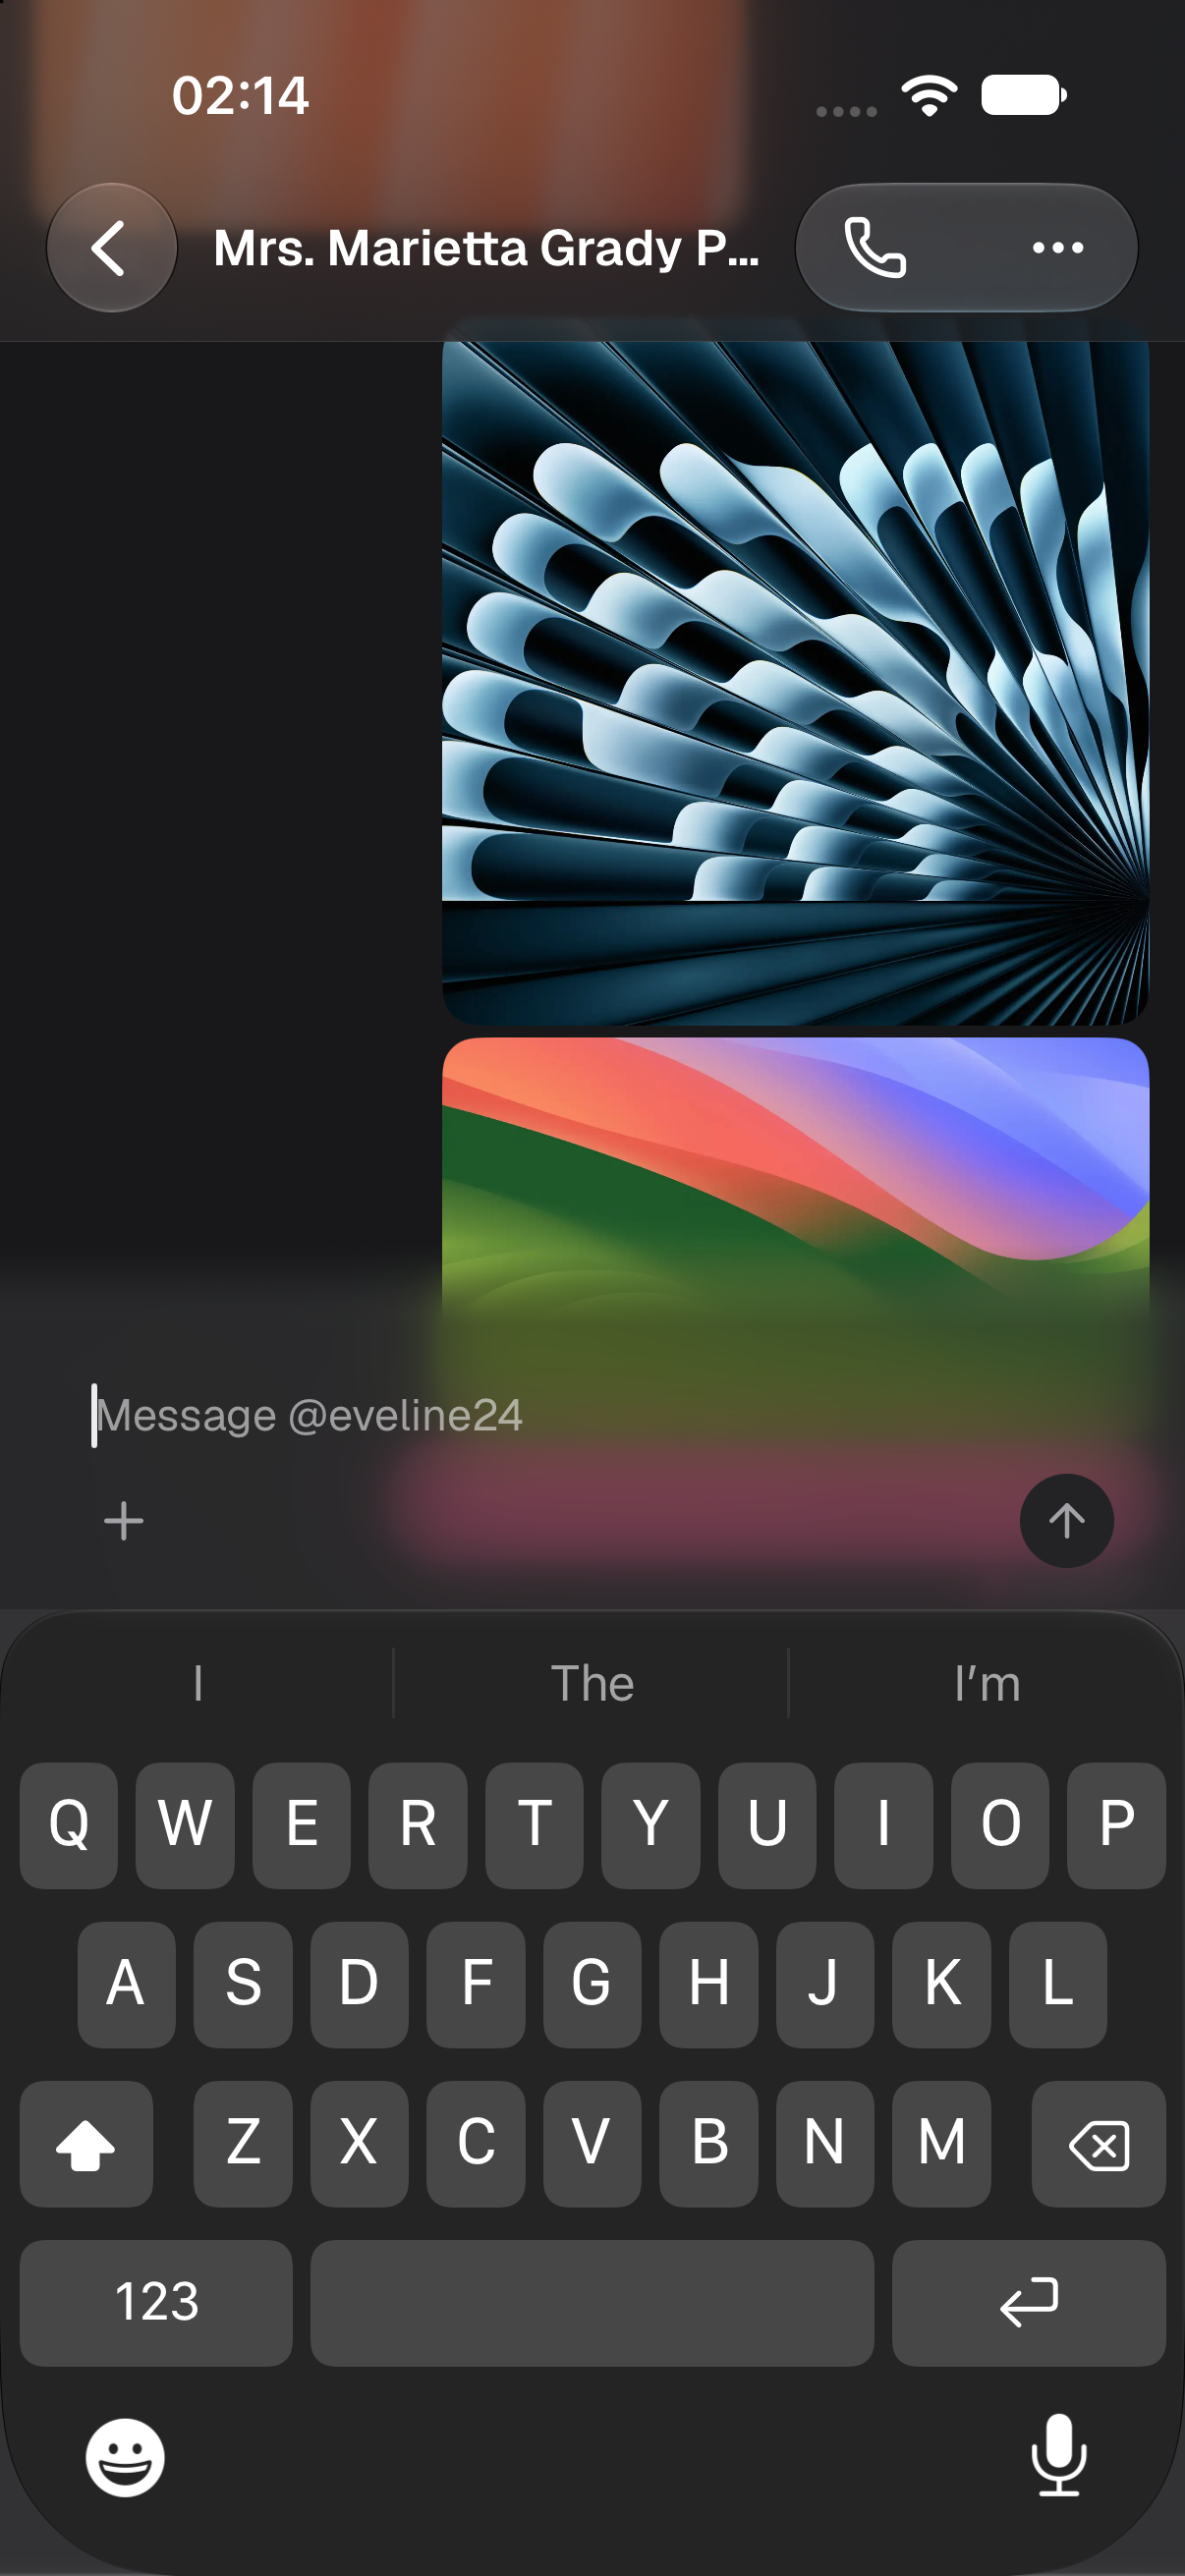 02:14
Mrs. Marietta Grady P...
Message @eveline24
I The I’m
Q W E R T Y U I O P
A S D F G H J K L
Z X C V B N M
123